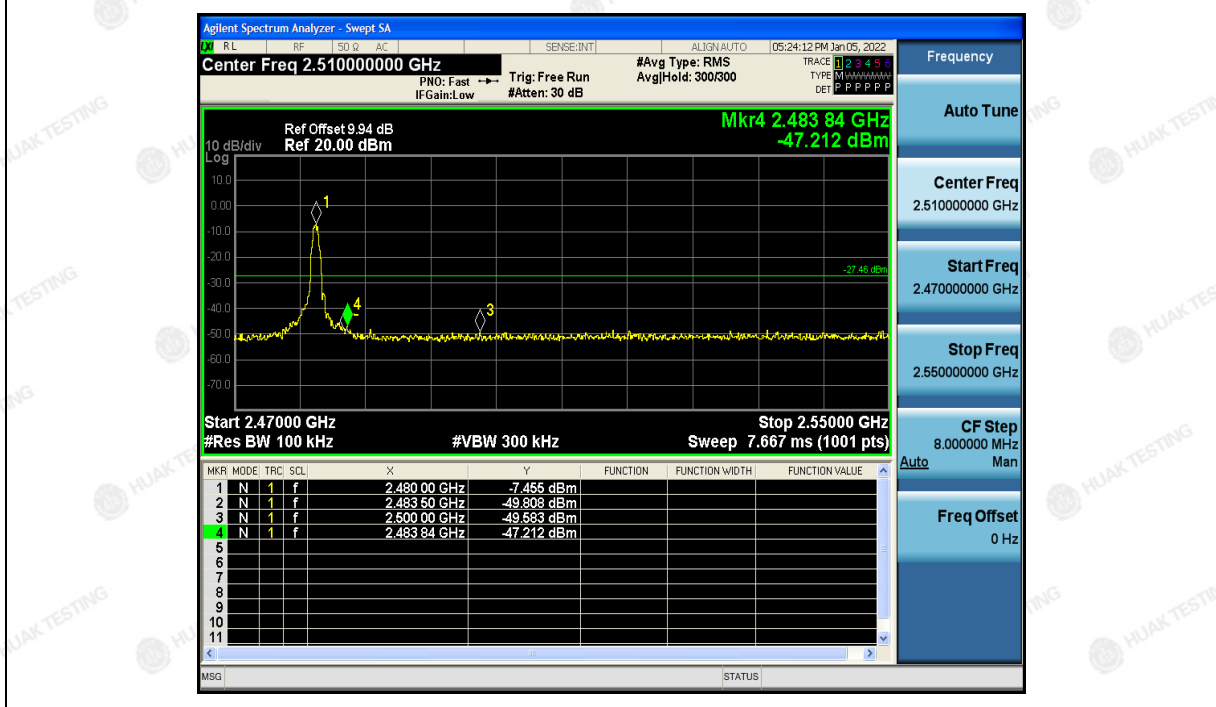 Agilent Spectrum Analyzer - Swept SA
LXI RL RF 50 Ω AC SENSE:INT ALIGN AUTO 05:24:12 PM Jan 05, 2022
Center Freq 2.510000000 GHz
PNO: Fast
IFGain:Low
Trig: Free Run
#Atten: 30 dB
#Avg Type: RMS
Avg|Hold: 300/300
TRACE 1 2 3 4 5 6
TYPE M WWWWW
DET P P P P P P
Ref Offset 9.94 dB
Ref 20.00 dBm
10 dB/div
Log
Mkr4 2.483 84 GHz
-47.212 dBm
10.0
0.00
-10.0
-20.0
-30.0
-40.0
-50.0
-60.0
-70.0
1
4
3
-27.46 dBm
Start 2.47000 GHz
Stop 2.55000 GHz
#Res BW 100 kHz
#VBW 300 kHz
Sweep 7.667 ms (1001 pts)
MKR MODE TRC SCL X Y FUNCTION FUNCTION WIDTH FUNCTION VALUE
1 N 1 f 2.480 00 GHz -7.455 dBm
2 N 1 f 2.483 50 GHz -49.808 dBm
3 N 1 f 2.500 00 GHz -49.583 dBm
4 N 1 f 2.483 84 GHz -47.212 dBm
5
6
7
8
9
10
11
MSG
STATUS
Frequency
Auto Tune
Center Freq
2.510000000 GHz
Start Freq
2.470000000 GHz
Stop Freq
2.550000000 GHz
CF Step
8.000000 MHz
Auto Man
Freq Offset
0 Hz
HUAK TESTING